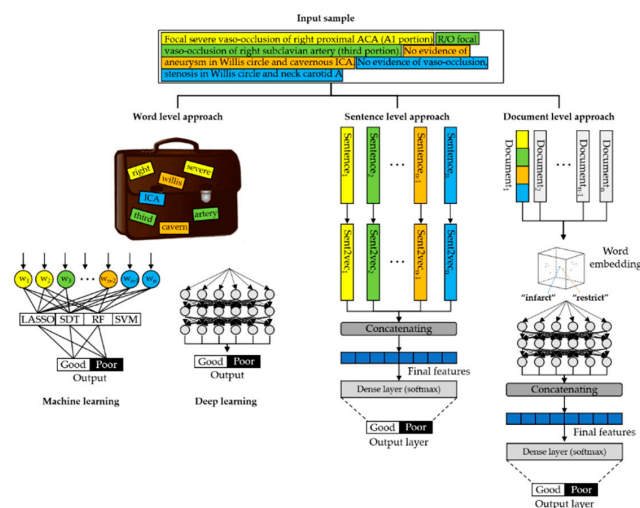 Input sample
Focal severe vaso-occlusion of right proximal ACA (A1 portion). R/O focal
vaso-occlusion of right subclavian artery (third portion). No evidence of
aneurysm in Willis circle and cavernous ICA. No evidence of vaso-occlusion,
stenosis in Willis circle and neck carotid A
Word level approach
right
severe
willis
ICA
third
artery
cavern
w1
w2
w3
...
wn-2
wn-1
wn
LASSO
SDT
RF
SVM
Good
Poor
Output
Machine learning
Good
Poor
Output
Deep learning
Sentence level approach
Sentence1
Sentence2
...
Sentencen-1
Sentencen
Sent2vec1
Sent2vec2
...
Sent2vecn-1
Sent2vecn
Concatenating
Final features
Dense layer (softmax)
Good
Poor
Output layer
Document level approach
Document1
Document2
...
Documentn-1
Documentn
Word
embedding
"infarct"
"restrict"
Concatenating
Final features
Dense layer (softmax)
Good
Poor
Output layer